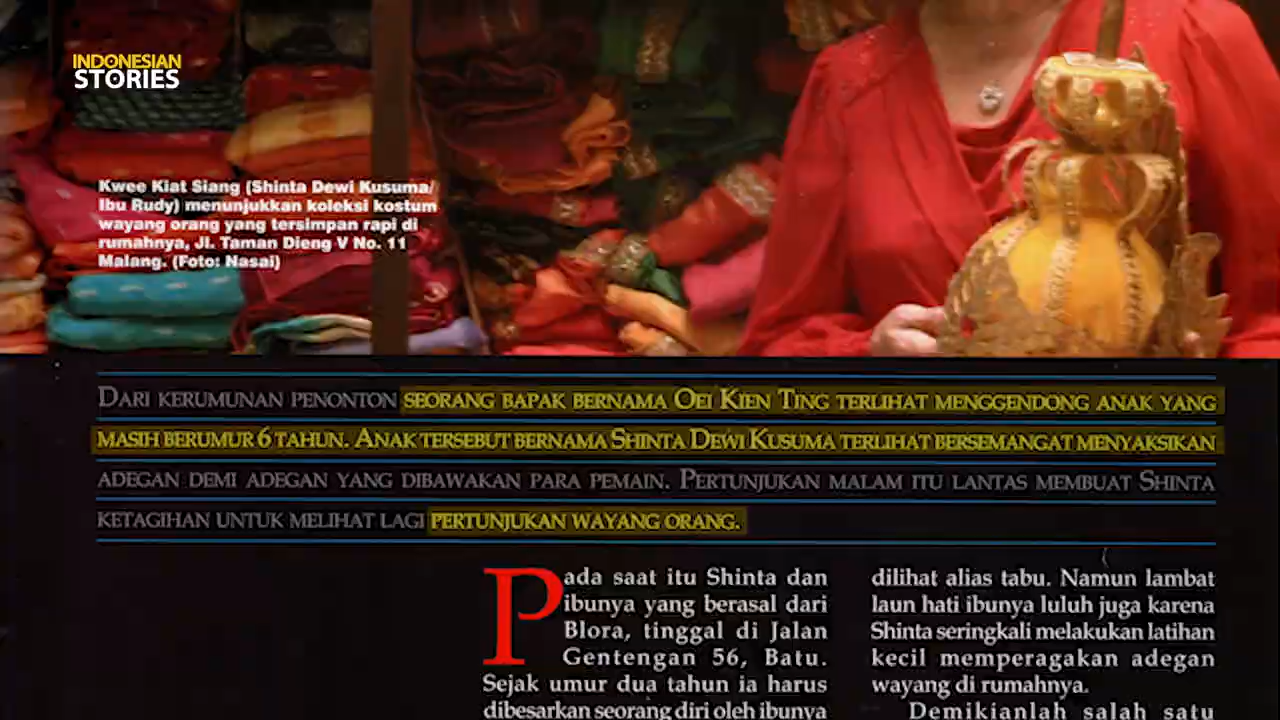 INDONESIAN
STORIES
Kwee Kiat Siang (Shinta Dewi Kusuma/
Ibu Rudy) menunjukkan koleksi kostum
wayang orang yang tersimpan rapi di
rumahnya, Jl. Taman Dieng V No. 11
Malang. (Foto: Nasai)
DARI KERUMUNAN PENONTON SEORANG BAPAK BERNAMA OEI KIEN TING TERLIHAT MENGGENDONG ANAK YANG
MASIH BERUMUR 6 TAHUN. ANAK TERSEBUT BERNAMA SHINTA DEWI KUSUMA TERLIHAT BERSEMANGAT MENYAKSIKAN
ADEGAN DEMI ADEGAN YANG DIBAWAKAN PARA PEMAIN. PERTUNJUKAN MALAM ITU LANTAS MEMBUAT SHINTA
KETAGIHAN UNTUK MELIHAT LAGI PERTUNJUKAN WAYANG ORANG.
Pada saat itu Shinta dan
ibunya yang berasal dari
Blora, tinggal di Jalan
Gentengan 56, Batu.
Sejak umur dua tahun ia harus
dibesarkan seorang diri oleh ibunya
dilihat alias tabu. Namun lambat
laun hati ibunya luluh juga karena
Shinta seringkali melakukan latihan
kecil memperagakan adegan
wayang di rumahnya.
Demikianlah salah satu